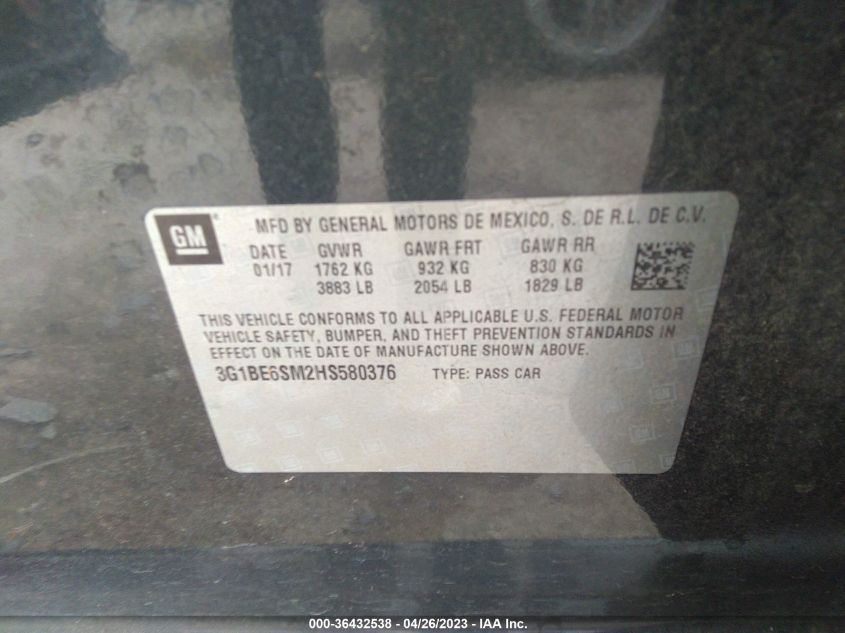 GM
MFD BY GENERAL MOTORS DE MEXICO, S. DE R.L. DE C.V.
DATE GVWR GAWR FRT GAWR RR
01/17 1762 KG 932 KG 830 KG
3883 LB 2054 LB 1829 LB
THIS VEHICLE CONFORMS TO ALL APPLICABLE U.S. FEDERAL MOTOR
VEHICLE SAFETY, BUMPER, AND THEFT PREVENTION STANDARDS IN
EFFECT ON THE DATE OF MANUFACTURE SHOWN ABOVE.
3G1BE6SM2HS580376 TYPE: PASS CAR
000-36432538 - 04/26/2023 - IAA Inc.